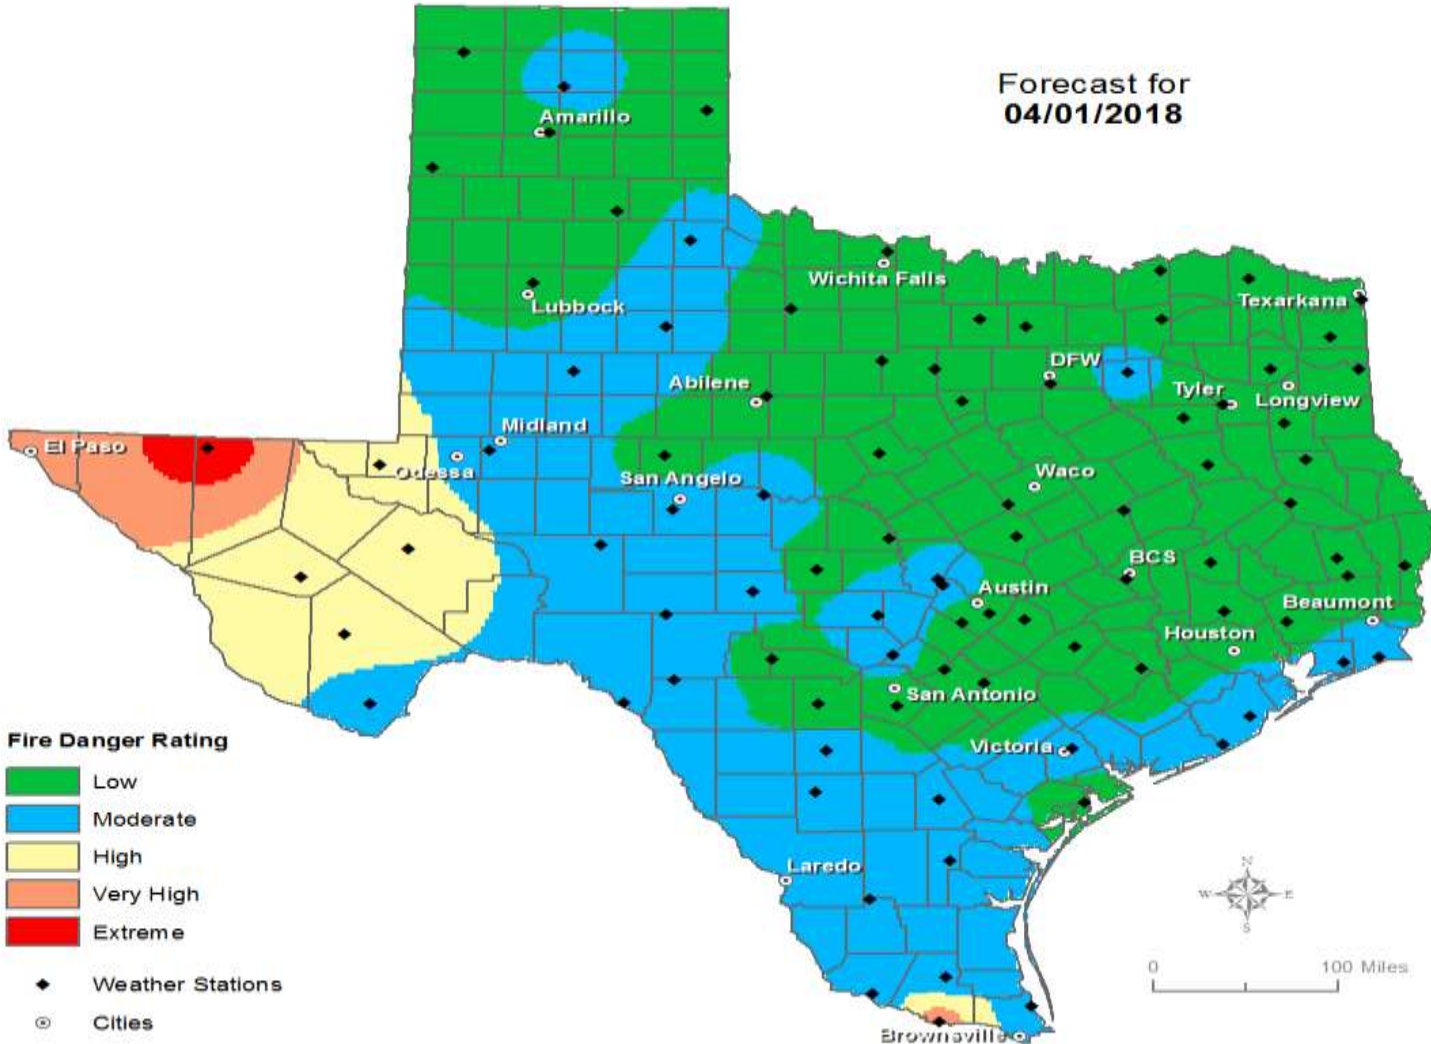 Forecast for
04/01/2018
Amarillo
Wichita Falls
Lubbock
Texarkana
DFW
Abilene
Tyler
Longview
El Paso
Midland
Odessa
San Angelo
Waco
BCS
Austin
Beaumont
Houston
San Antonio
Victoria
Fire Danger Rating
Low
Moderate
High
Very High
Extreme
Weather Stations
Cities
Laredo
Brownsville
N
W E
S
0 100 Miles